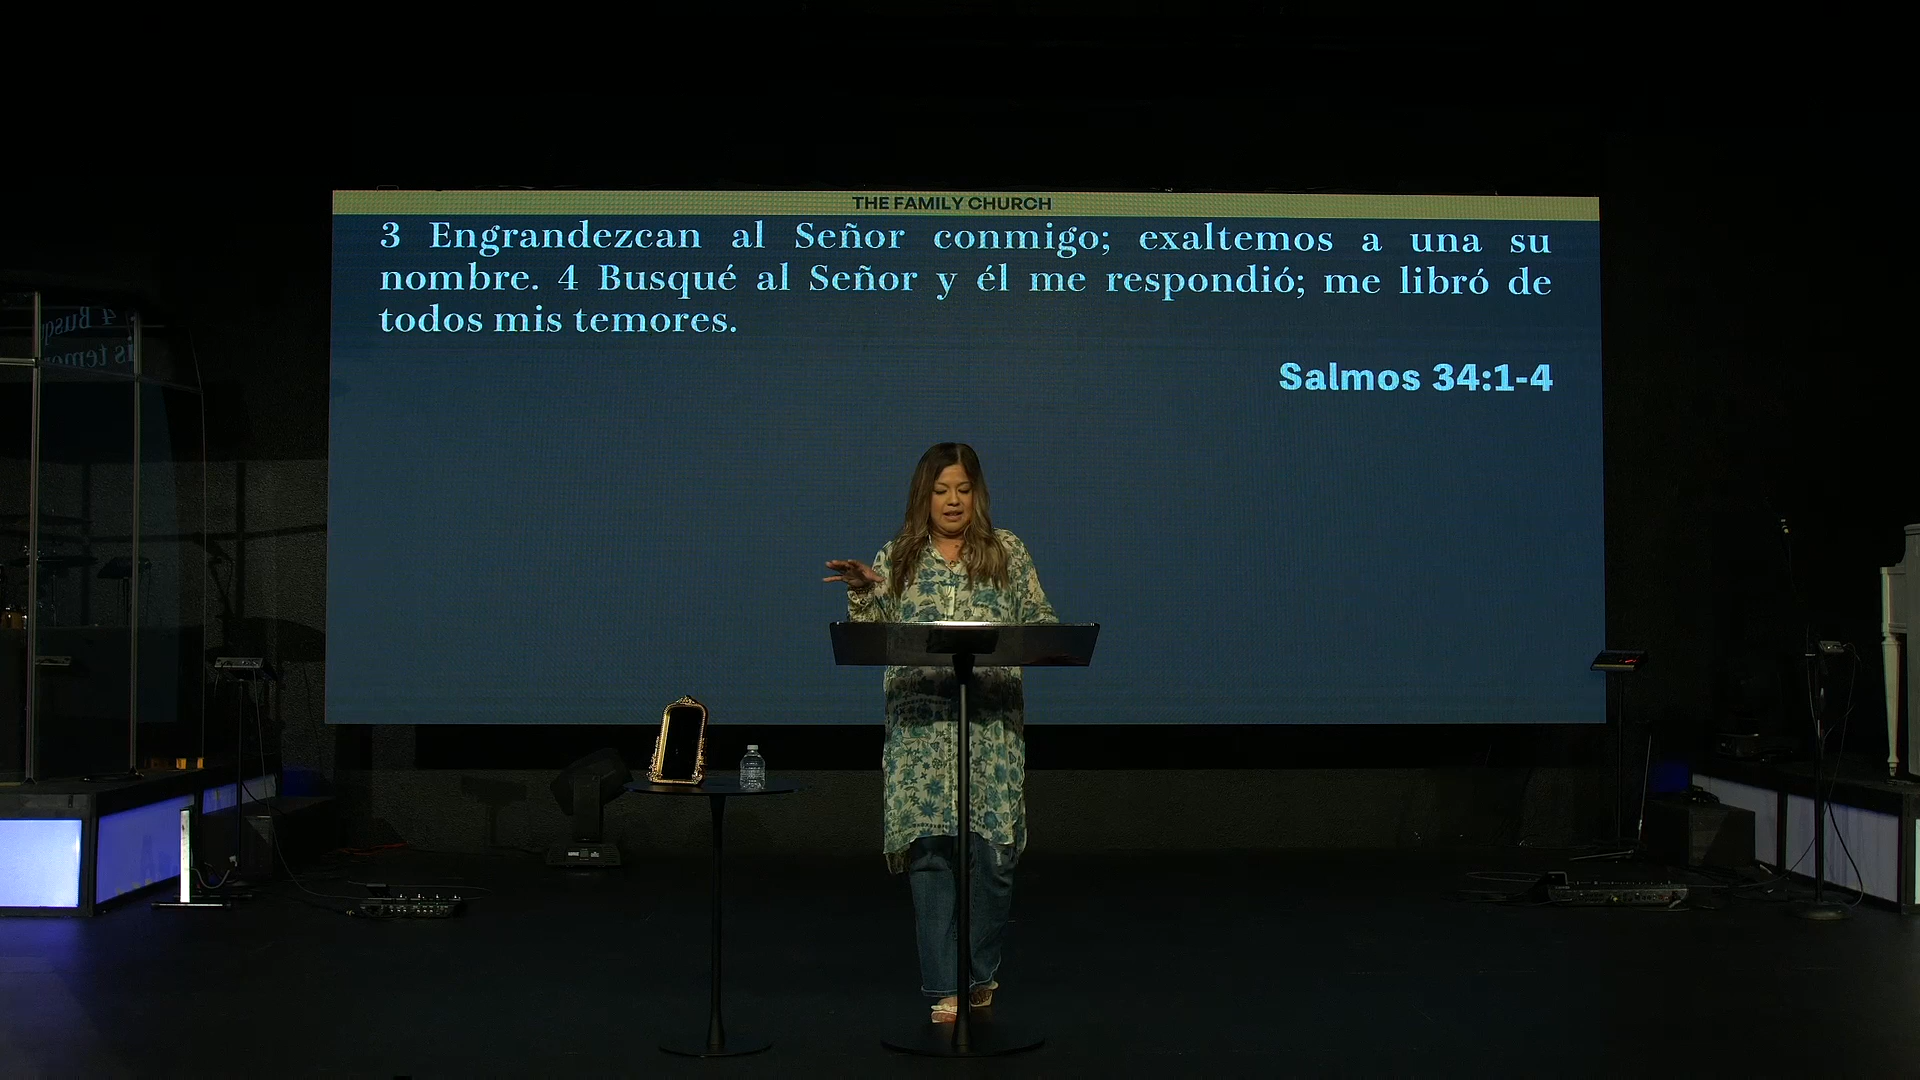 THE FAMILY CHURCH
3 Engrandezcan al Señor conmigo; exaltemos a una su
nombre. 4 Busqué al Señor y él me respondió; me libró de
todos mis temores.
Salmos 34:1-4